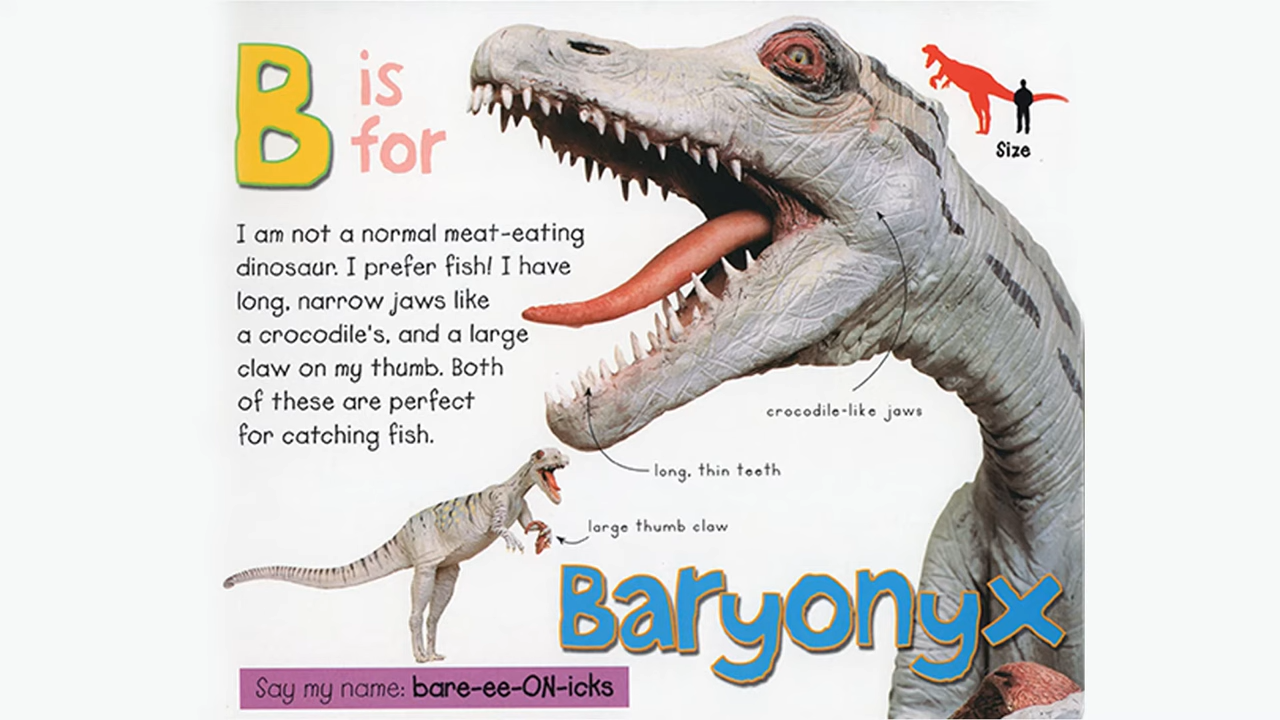 B is
for
Size
I am not a normal meat-eating
dinosaur. I prefer fish! I have
long, narrow jaws like
a crocodile's, and a large
claw on my thumb. Both
of these are perfect
for catching fish.
crocodile-like jaws
long, thin teeth
large thumb claw
Baryonyx
Say my name: bare-ee-ON-icks